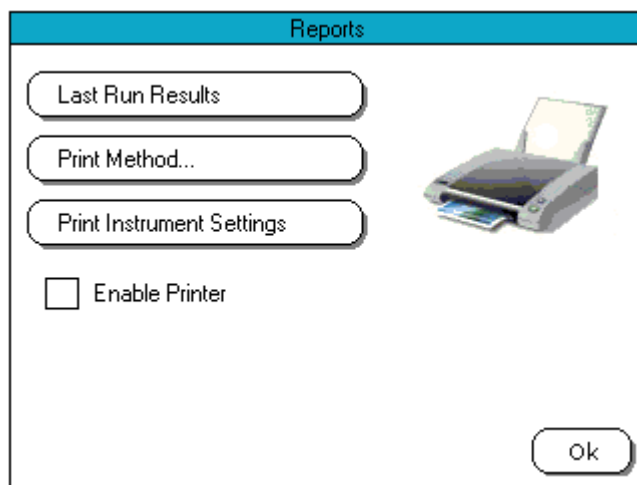 Reports
Last Run Results
Print Method...
Print Instrument Settings
Enable Printer
Ok